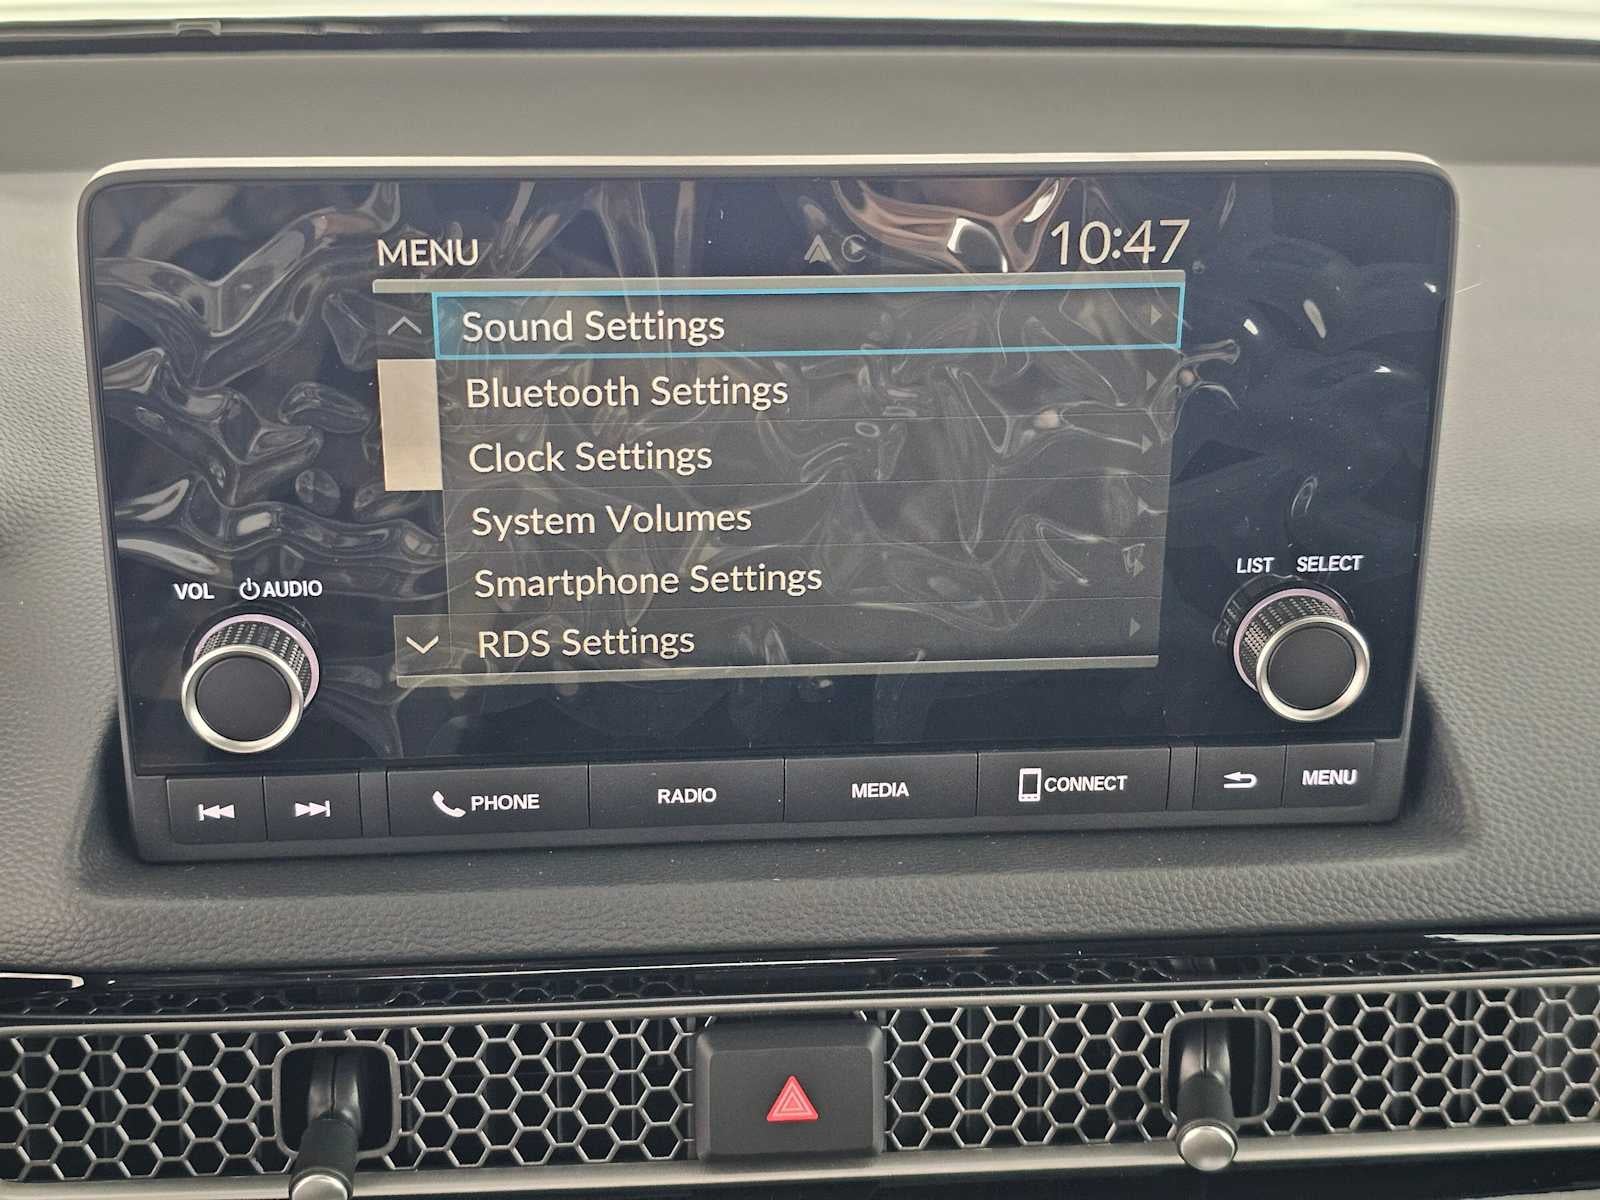 MENU 10:47
Sound Settings
Bluetooth Settings
Clock Settings
System Volumes
Smartphone Settings
RDS Settings
VOL AUDIO
LIST SELECT
PHONE RADIO MEDIA CONNECT MENU